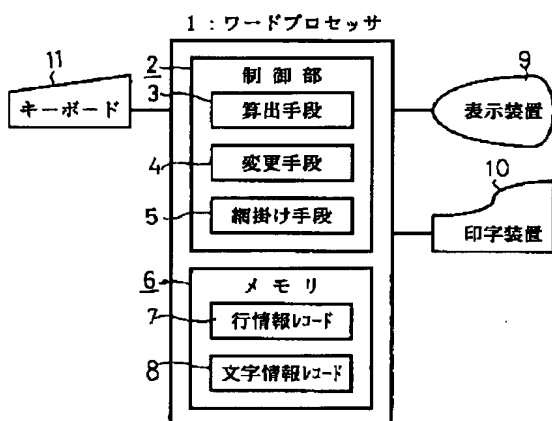 1：ワードプロセッサ
11
キーボード
2
制御部
3
算出手段
4
変更手段
5
網掛け手段
6
メモリ
7
行情報レコード
8
文字情報レコード
9
表示装置
10
印字装置